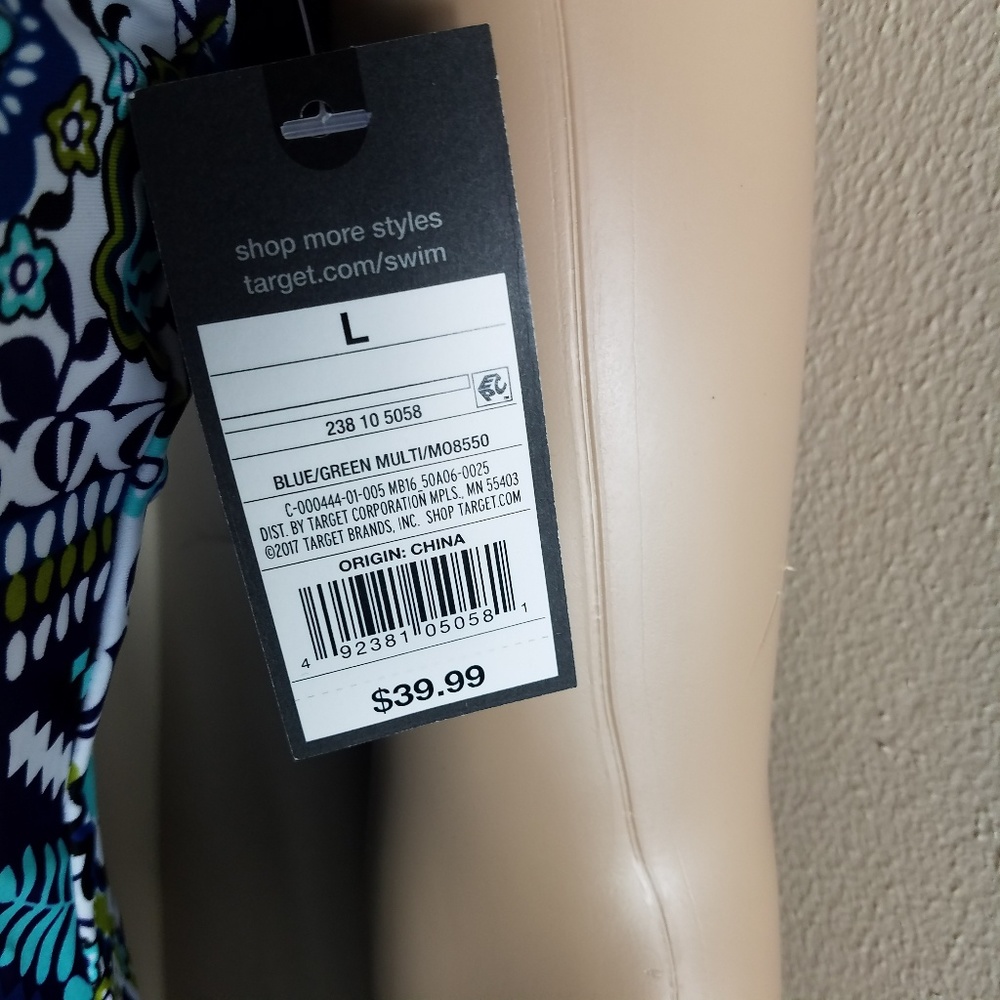 shop more styles
target.com/swim
L
EPC™
238 10 5058
BLUE/GREEN MULTI/MO8550
C-000444-01-005 MB16_50A06-0025
DIST. BY TARGET CORPORATION MPLS., MN 55403
©2017 TARGET BRANDS, INC. SHOP TARGET.COM
ORIGIN: CHINA
4 92381 05058 1
$39.99